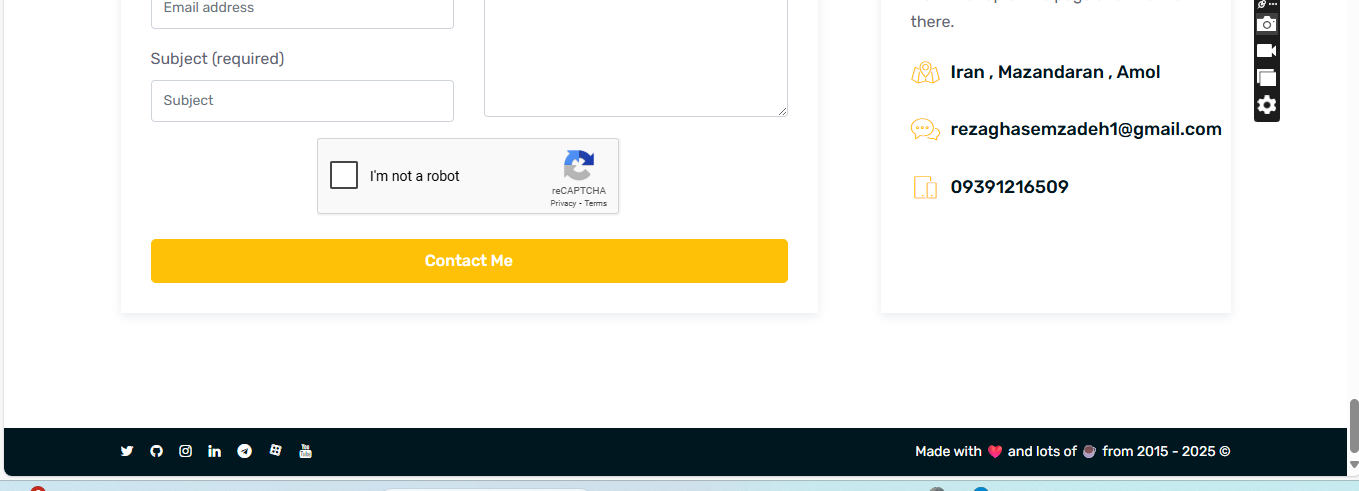 Email address
Subject (required)
Subject
I'm not a robot
reCAPTCHA
Privacy - Terms
Contact Me
there.
Iran , Mazandaran , Amol
rezaghasemzadeh1@gmail.com
09391216509
Made with ❤️ and lots of ☕ from 2015 - 2025 ©